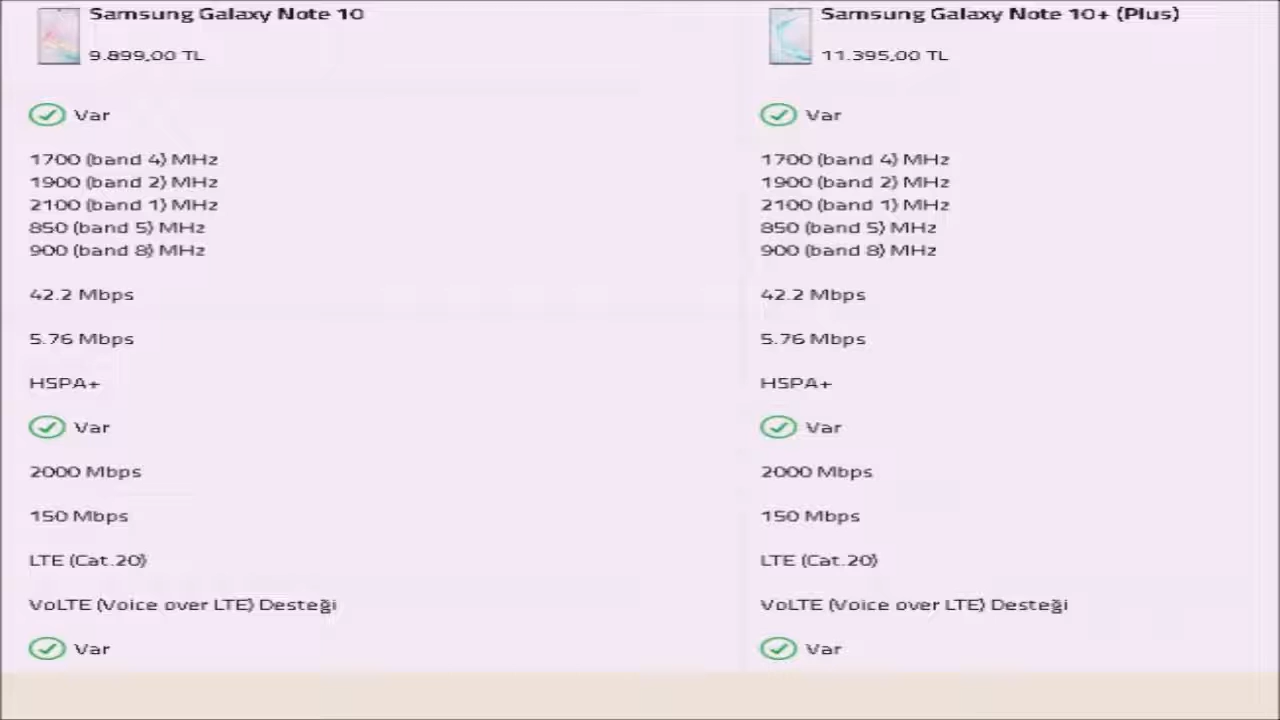 Samsung Galaxy Note 10
9.899,00 TL
Var
1700 (band 4) MHz
1900 (band 2) MHz
2100 (band 1) MHz
850 (band 5) MHz
900 (band 8) MHz
42.2 Mbps
5.76 Mbps
HSPA+
Var
2000 Mbps
150 Mbps
LTE (Cat.20)
VoLTE (Voice over LTE) Desteği
Var
Samsung Galaxy Note 10+ (Plus)
11.395,00 TL
Var
1700 (band 4) MHz
1900 (band 2) MHz
2100 (band 1) MHz
850 (band 5) MHz
900 (band 8) MHz
42.2 Mbps
5.76 Mbps
HSPA+
Var
2000 Mbps
150 Mbps
LTE (Cat.20)
VoLTE (Voice over LTE) Desteği
Var